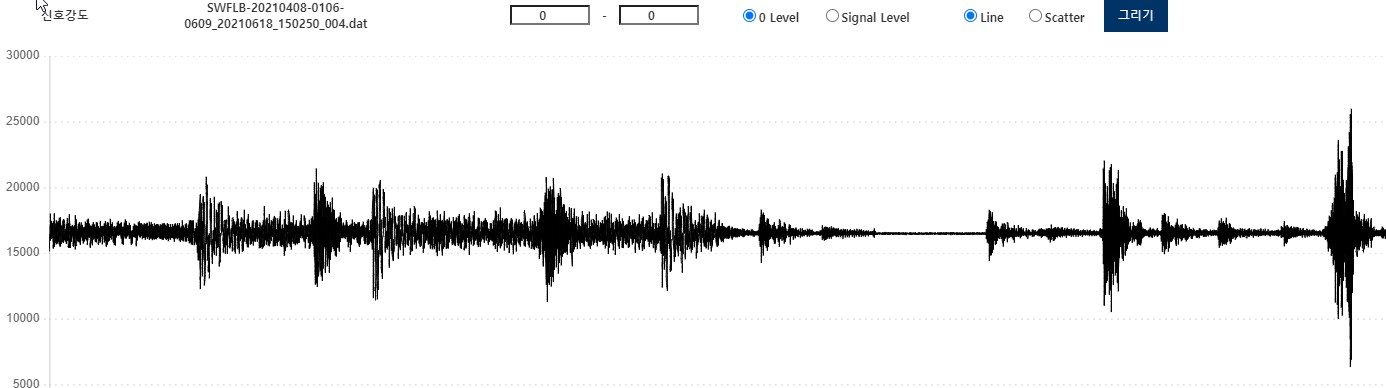 신호강도
SWFLB-20210408-0106-
0609_20210618_150250_004.dat
0 - 0
0 Level Signal Level
Line Scatter
그리기
30000
25000
20000
15000
10000
5000